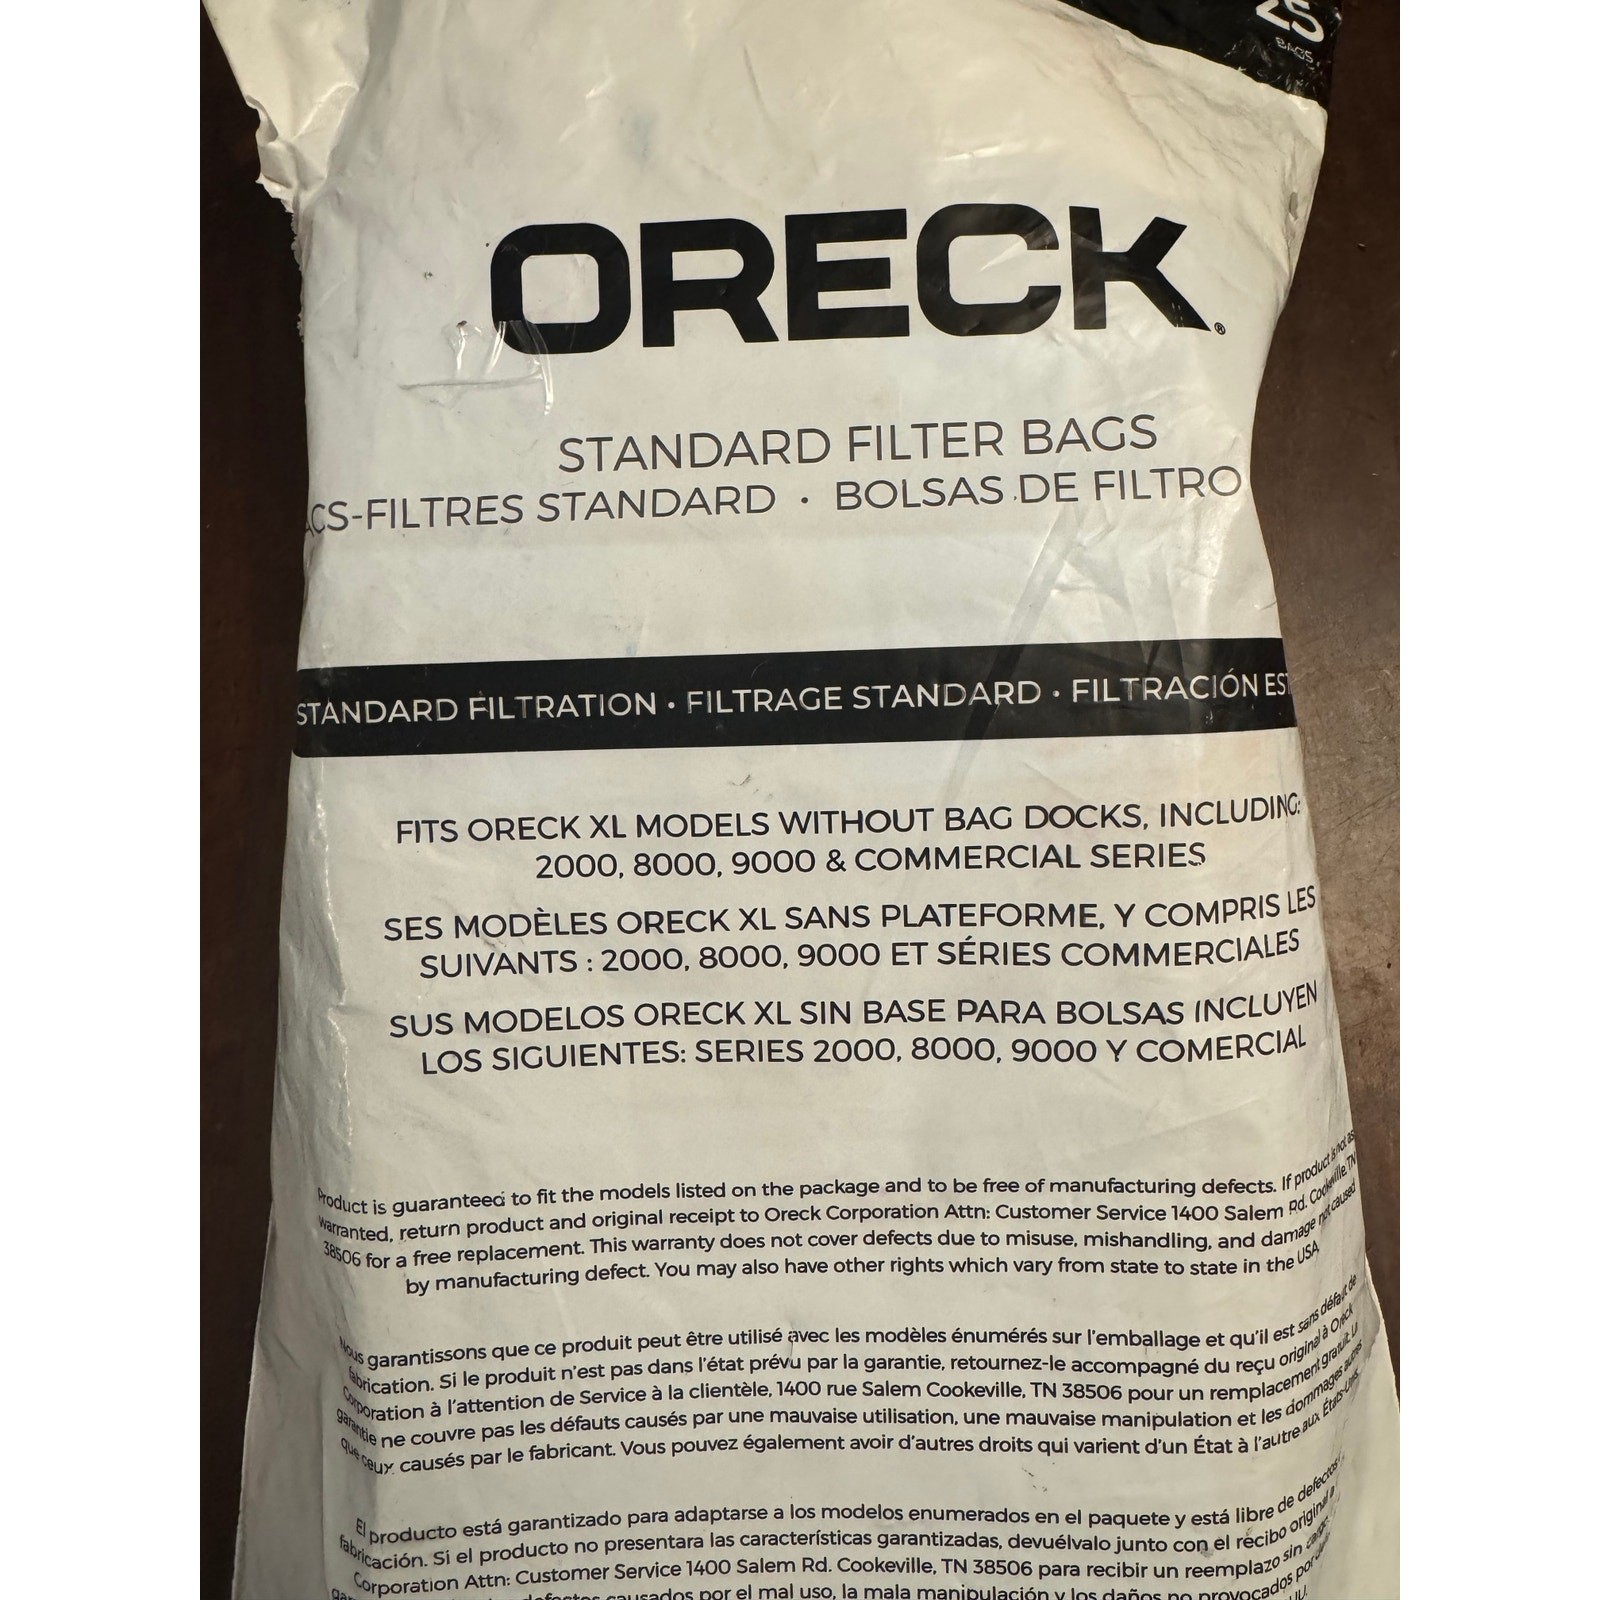 25
BAGS
ORECK®
STANDARD FILTER BAGS
ACS-FILTRES STANDARD • BOLSAS DE FILTRO
STANDARD FILTRATION • FILTRAGE STANDARD • FILTRACIÓN EST
FITS ORECK XL MODELS WITHOUT BAG DOCKS, INCLUDING:
2000, 8000, 9000 & COMMERCIAL SERIES
SES MODÈLES ORECK XL SANS PLATEFORME, Y COMPRIS LES
SUIVANTS : 2000, 8000, 9000 ET SÉRIES COMMERCIALES
SUS MODELOS ORECK XL SIN BASE PARA BOLSAS INCLUYEN
LOS SIGUIENTES: SERIES 2000, 8000, 9000 Y COMERCIAL
Product is guaranteed to fit the models listed on the package and to be free of manufacturing defects. If product is not as
warranted, return product and original receipt to Oreck Corporation Attn: Customer Service 1400 Salem Rd. Cookeville, TN
38506 for a free replacement. This warranty does not cover defects due to misuse, mishandling, and damage not caused
by manufacturing defect. You may also have other rights which vary from state to state in the USA.
Nous garantissons que ce produit peut être utilisé avec les modèles énumérés sur l'emballage et qu'il est sans défaut de
fabrication. Si le produit n'est pas dans l'état prévu par la garantie, retournez-le accompagné du reçu original à Oreck
Corporation à l'attention de Service à la clientèle, 1400 rue Salem Cookeville, TN 38506 pour un remplacement gratuit. La
garantie ne couvre pas les défauts causés par une mauvaise utilisation, une mauvaise manipulation et les dommages autres
que ceux causés par le fabricant. Vous pouvez également avoir d'autres droits qui varient d'un État à l'autre aux États-Unis.
El producto está garantizado para adaptarse a los modelos enumerados en el paquete y está libre de defectos
fabricación. Si el producto no presentara las características garantizadas, devuélvalo junto con el recibo original a
Corporation Attn: Customer Service 1400 Salem Rd. Cookeville, TN 38506 para recibir un reemplazo sin cargo.
defectos causados por el mal uso, la mala manipulación y los daños no provocados por